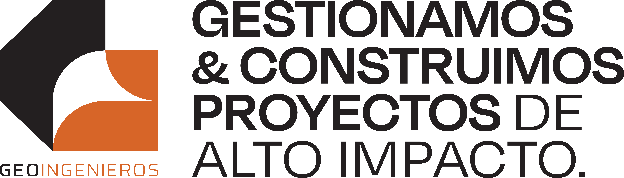 GESTIONAMOS
& CONSTRUIMOS
PROYECTOS DE
ALTO IMPACTO.
GEOINGENIEROS